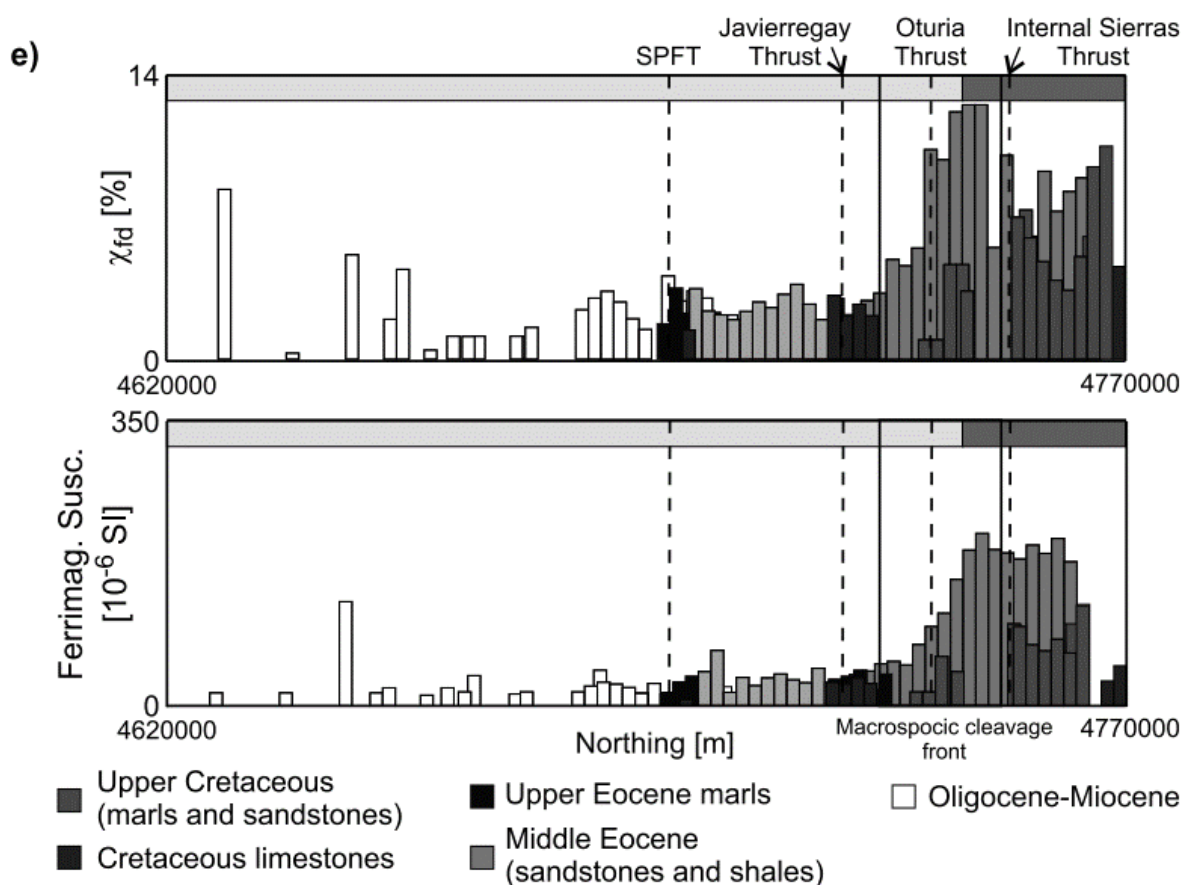 e)
Javierregay
Thrust
Oturia
Thrust
Internal Sierras
Thrust
SPFT
14
χfd [%]
0
4620000
4770000
350
Ferrimag. Susc.
[10-6 SI]
0
4620000
Northing [m]
Macrospocic cleavage
front
4770000
Upper Cretaceous
(marls and sandstones)
Cretaceous limestones
Upper Eocene marls
Middle Eocene
(sandstones and shales)
Oligocene-Miocene